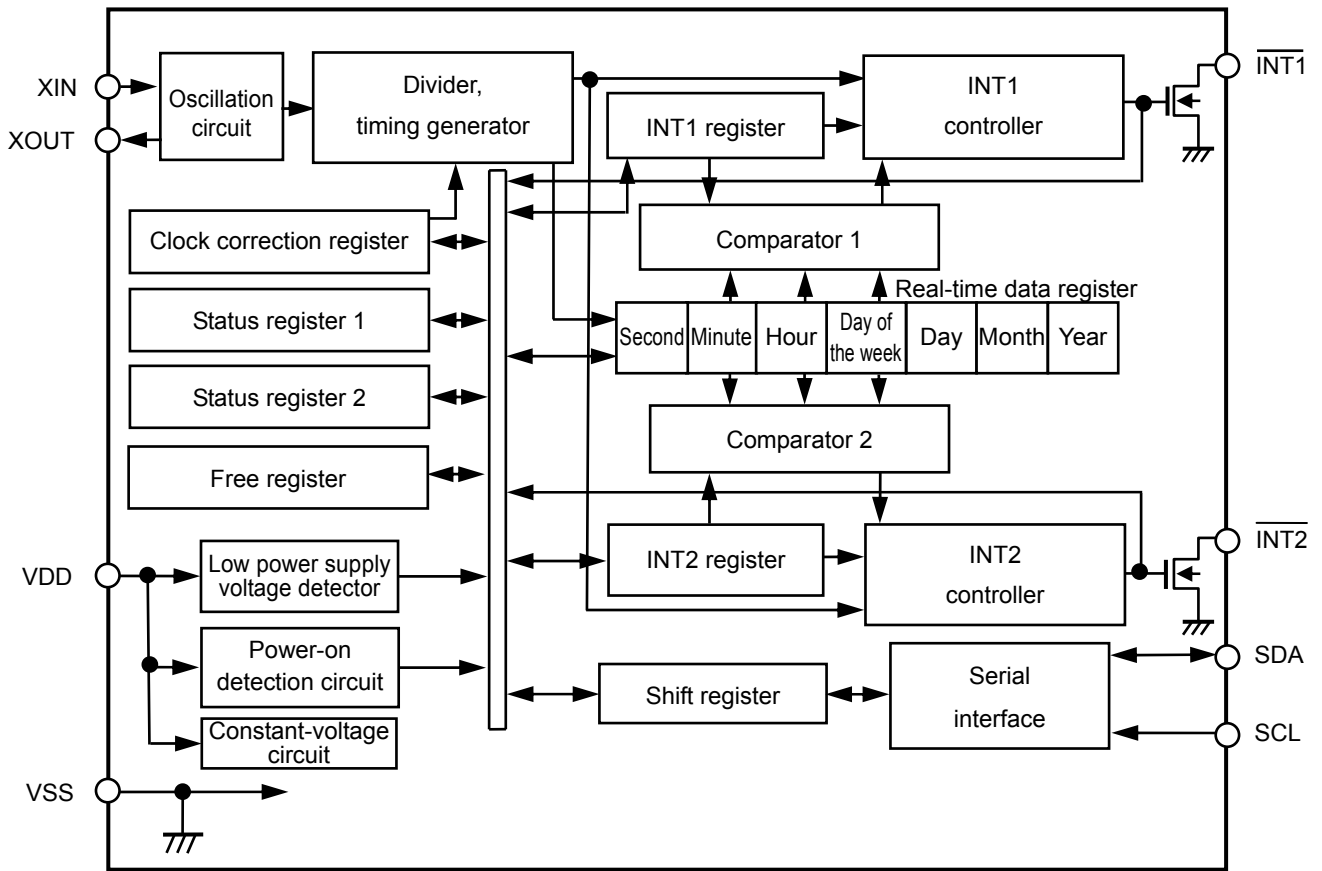 XIN
XOUT
Oscillation
circuit
Divider,
timing generator
INT1 register
INT1
controller
INT1
Clock correction register
Comparator 1
Real-time data register
Status register 1
Second
Minute
Hour
Day of
the week
Day
Month
Year
Status register 2
Comparator 2
Free register
VDD
Low power supply
voltage detector
INT2 register
INT2
controller
INT2
Power-on
detection circuit
Shift register
Serial
interface
SDA
SCL
Constant-voltage
circuit
VSS